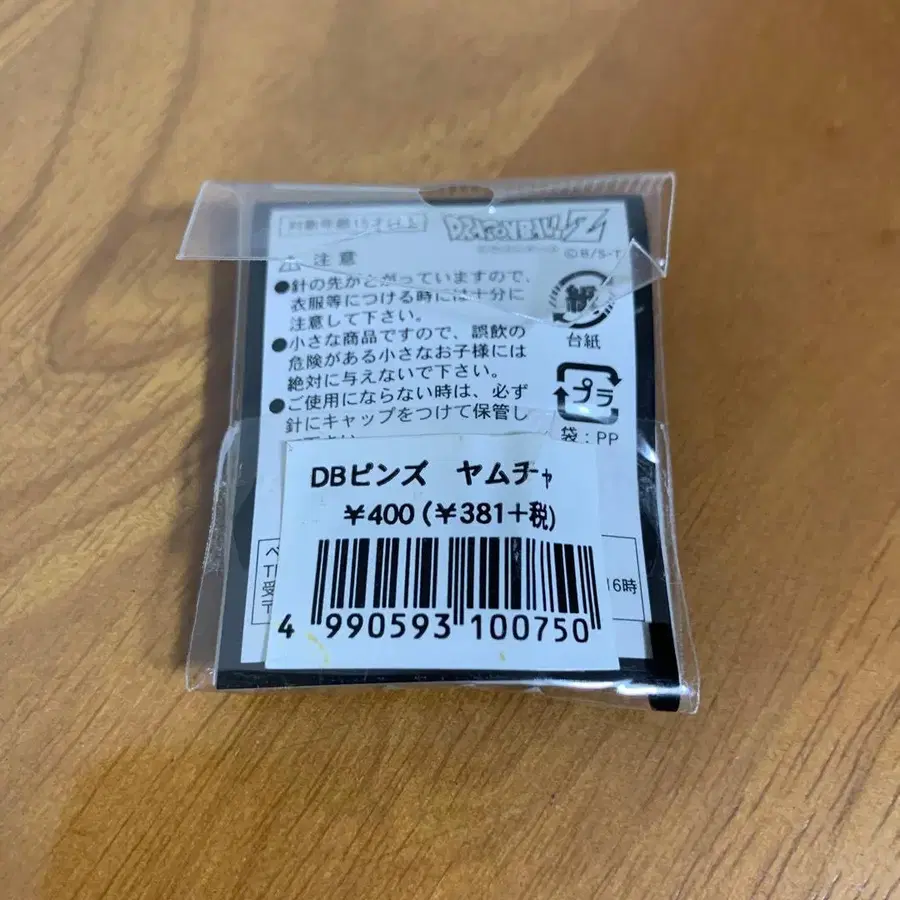 対象年齢15才以上
DRAGONBALL Z
©B/S・T
注意
●針の先がとがっていますので、
衣服等につける時には十分に
注意して下さい。
●小さな商品ですので、誤飲の
危険がある小さなお子様には
絶対に与えないで下さい。
●ご使用にならない時は、必ず
針にキャップをつけて保管し
紙
台紙
プラ
袋:PP
DBピンズ ヤムチャ
¥400(¥381+税)
4 990593 100750
16時